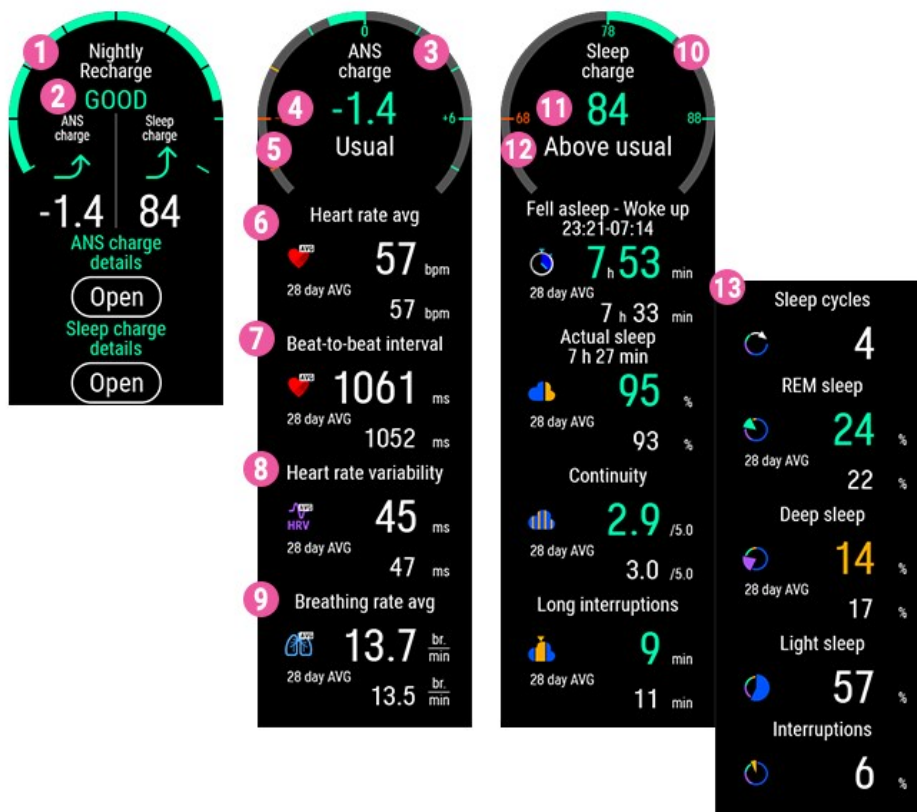 1
Nightly
Recharge
2
GOOD
ANS
charge
Sleep
charge
-1.4
84
ANS charge
details
Open
Sleep charge
details
Open
0
3
ANS
charge
4
-1.4
+6
5
Usual
6
Heart rate avg
AVG
57 bpm
28 day AVG
57 bpm
7
Beat-to-beat interval
AVG
1061 ms
28 day AVG
1052 ms
8
Heart rate variability
AVG
HRV
45 ms
28 day AVG
47 ms
9
Breathing rate avg
AVG
13.7 br. min
28 day AVG
13.5 br. min
78
10
Sleep
charge
68
11
84
88
12
Above usual
Fell asleep - Woke up
23:21-07:14
7 h 53 min
28 day AVG
7 h 33 min
Actual sleep
7 h 27 min
95 %
28 day AVG
93 %
Continuity
2.9 /5.0
28 day AVG
3.0 /5.0
Long interruptions
9 min
28 day AVG
11 min
13
Sleep cycles
4
REM sleep
24 %
28 day AVG
22 %
Deep sleep
14 %
28 day AVG
17 %
Light sleep
57 %
Interruptions
6 %